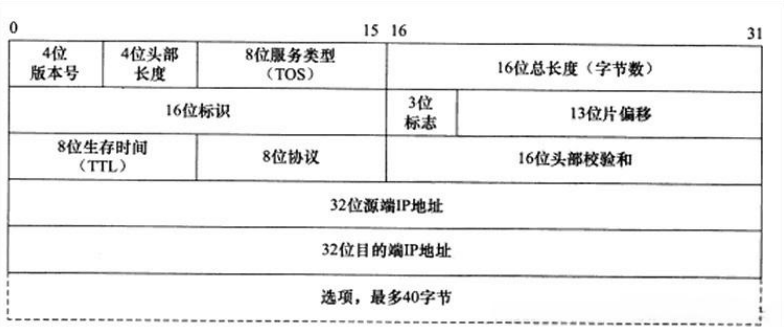 0 15 16 31
4位 4位头部 8位服务类型 16位总长度（字节数）
版本号 长度 （TOS）
16位标识 3位 13位片偏移
标志
8位生存时间 8位协议 16位头部校验和
（TTL）
32位源端IP地址
32位目的端IP地址
选项，最多40字节